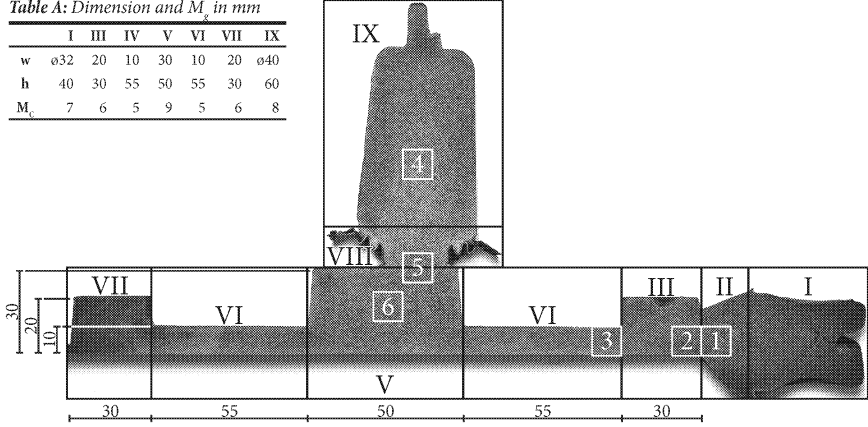 Table A: Dimension and Mg in mm
I III IV V VI VII IX
w ø32 20 10 30 10 20 ø40
h 40 30 55 50 55 30 60
Mc 7 6 5 9 5 6 8
IX
4
VIII
5
VII
III
II
I
VI
6
VI
3
2
1
V
30
20
10
30
55
50
55
30